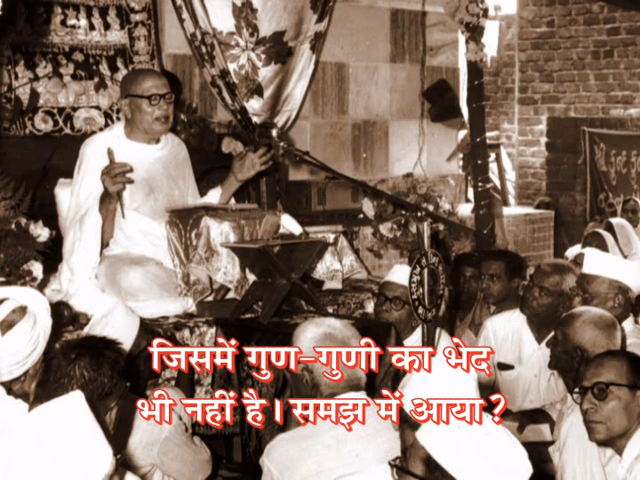 जिसमें गुण-गुणी का भेद
भी नहीं है। समझ में आया?